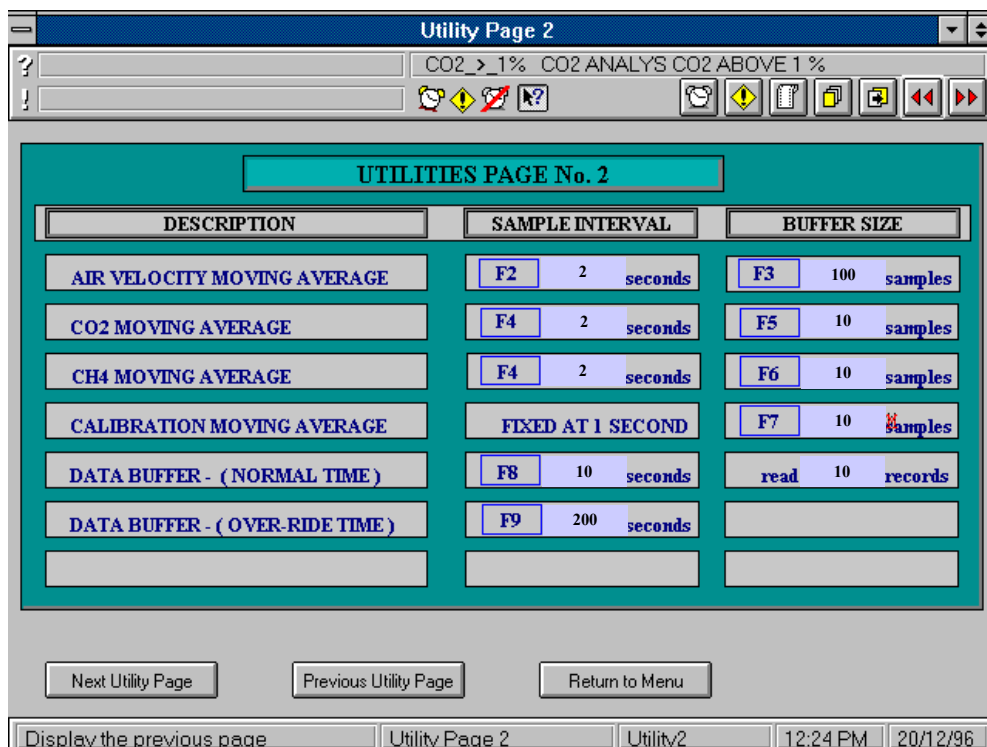 Utility Page 2
?
CO2_>_1% CO2 ANALYS CO2 ABOVE 1 %
!
UTILITIES PAGE No. 2
DESCRIPTION SAMPLE INTERVAL BUFFER SIZE
AIR VELOCITY MOVING AVERAGE F2 2 seconds F3 100 samples
CO2 MOVING AVERAGE F4 2 seconds F5 10 samples
CH4 MOVING AVERAGE F4 2 seconds F6 10 samples
CALIBRATION MOVING AVERAGE FIXED AT 1 SECOND F7 10 samples
DATA BUFFER - ( NORMAL TIME ) F8 10 seconds read 10 records
DATA BUFFER - ( OVER-RIDE TIME ) F9 200 seconds
Next Utility Page Previous Utility Page Return to Menu
Display the previous page Utility Page 2 Utility2 12:24 PM 20/12/96